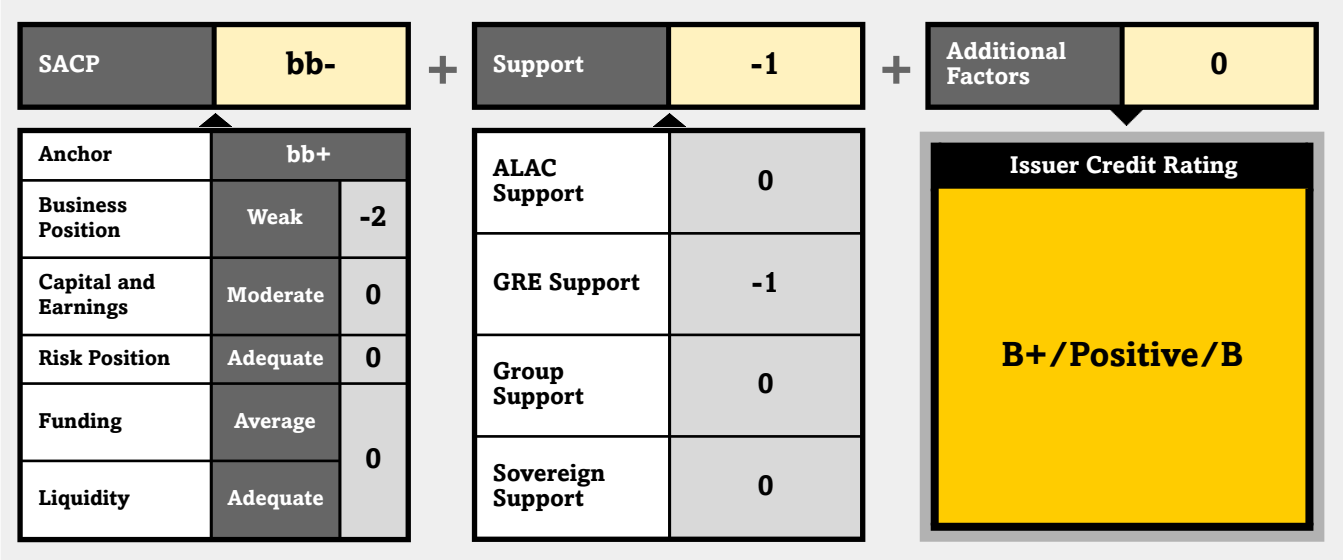 SACP
bb-
+
Support
-1
+
Additional
Factors
0
Anchor
bb+
Business
Position
Weak
-2
Capital and
Earnings
Moderate
0
Risk Position
Adequate
0
Funding
Average
0
Liquidity
Adequate
ALAC
Support
0
GRE Support
-1
Group
Support
0
Sovereign
Support
0
Issuer Credit Rating
B+/Positive/B